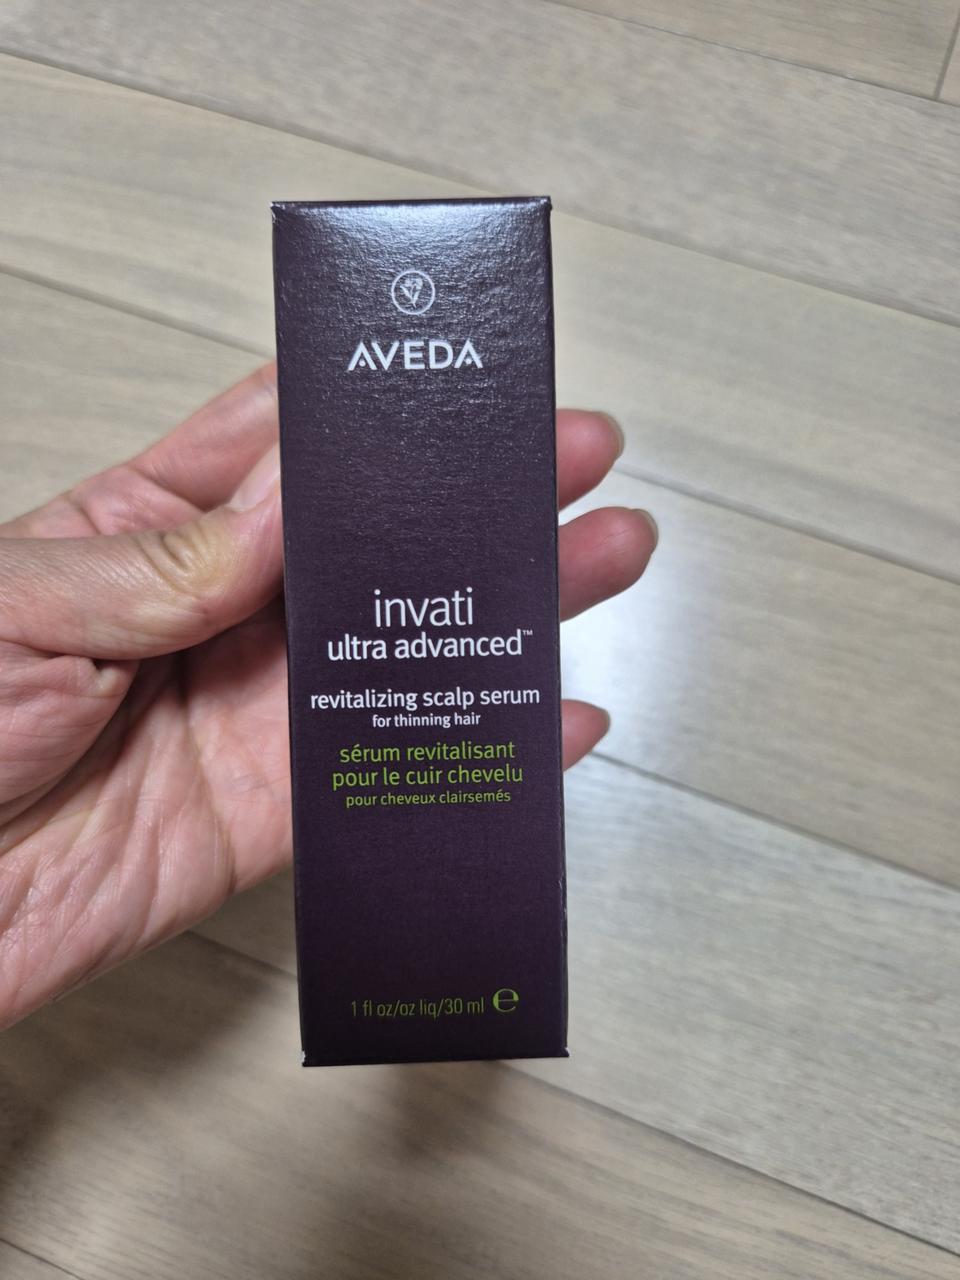 AVEDA
invati
ultra advanced™
revitalizing scalp serum
for thinning hair
sérum revitalisant
pour le cuir chevelu
pour cheveux clairsemés
1 fl oz/oz liq/30 ml ℮